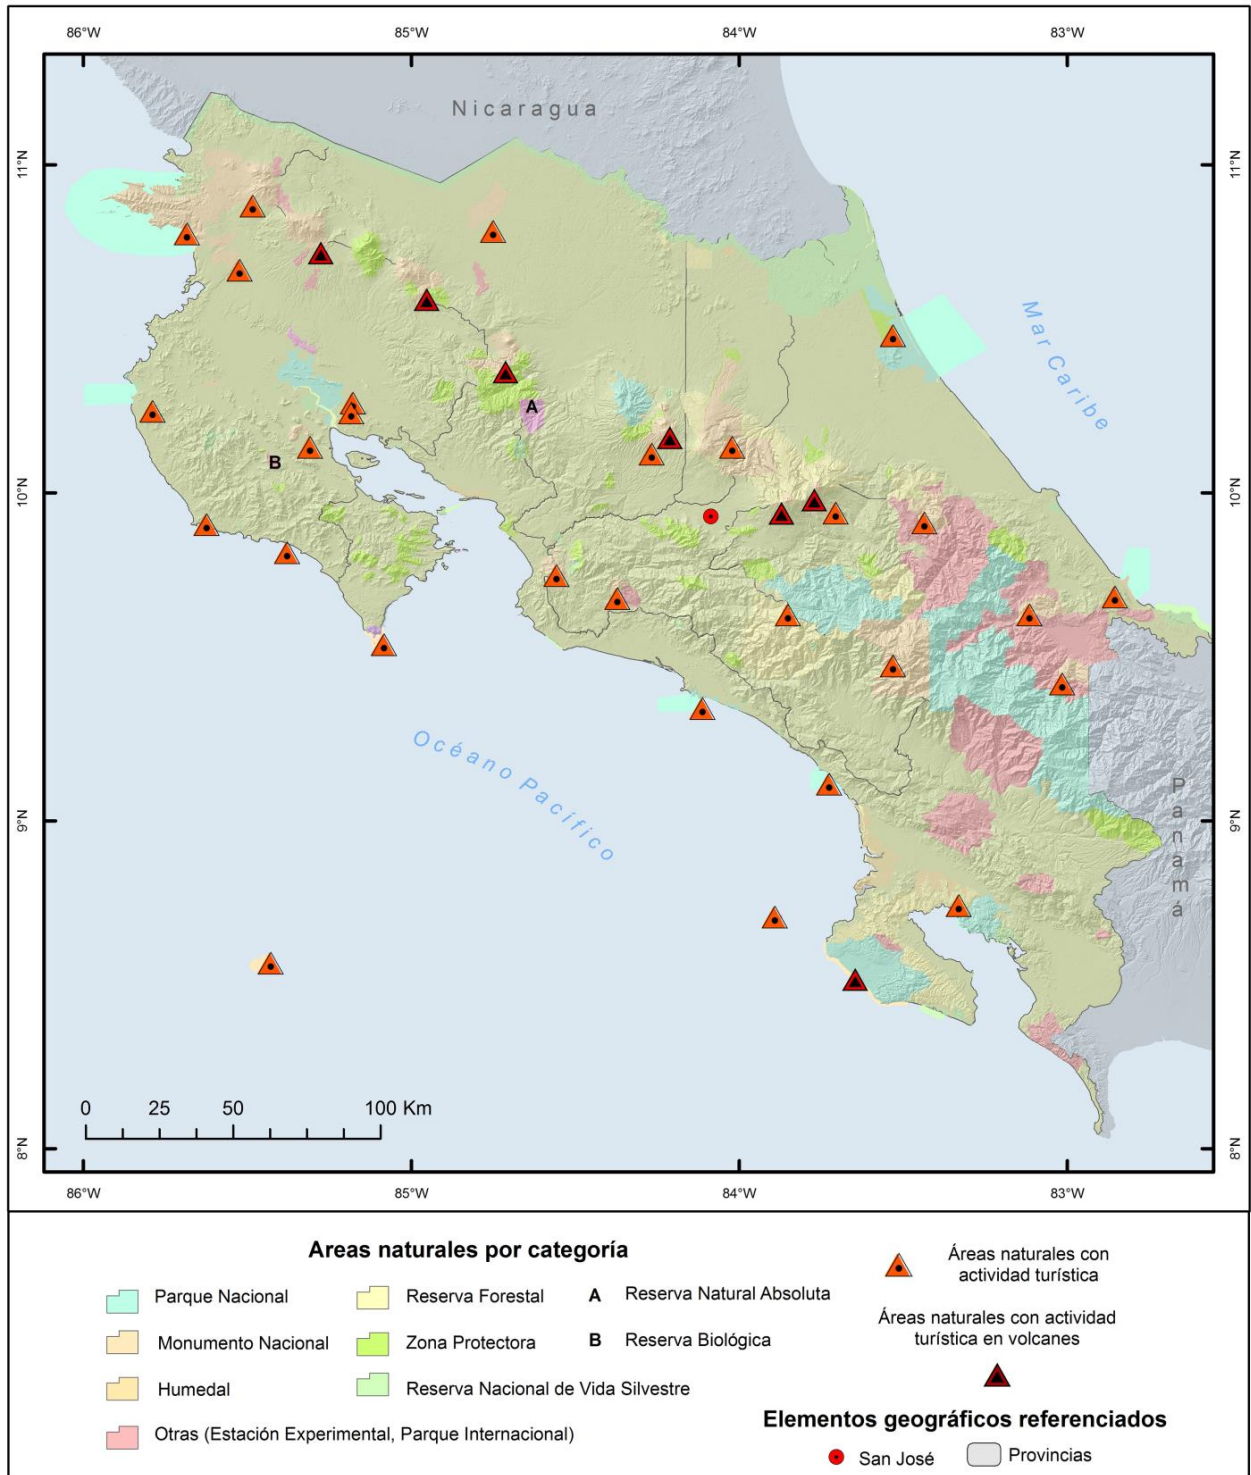 86°W
85°W
84°W
83°W
Nicaragua
11°N
11°N
Mar Caribe
A
B
10°N
10°N
Océano Pacífico
Panamá
9°N
9°N
0 25 50 100 Km
8°N
8°N
86°W
85°W
84°W
83°W
Areas naturales por categoría
Parque Nacional
Monumento Nacional
Humedal
Otras (Estación Experimental, Parque Internacional)
Reserva Forestal
Zona Protectora
Reserva Nacional de Vida Silvestre
A Reserva Natural Absoluta
B Reserva Biológica
Áreas naturales con
actividad turística
Áreas naturales con actividad
turística en volcanes
Elementos geográficos referenciados
San José
Provincias